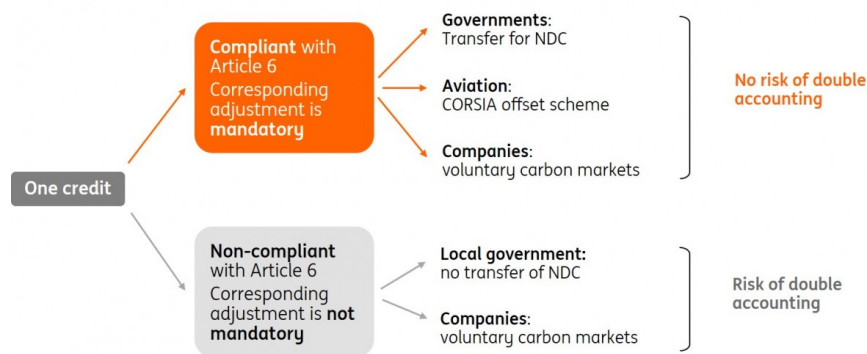 One credit
Compliant with
Article 6
Corresponding
adjustment is
mandatory
Governments:
Transfer for NDC
Aviation:
CORSIA offset scheme
Companies:
voluntary carbon markets
No risk of double
accounting
Non-compliant
with Article 6
Corresponding
adjustment is not
mandatory
Local government:
no transfer of NDC
Companies:
voluntary carbon markets
Risk of double
accounting